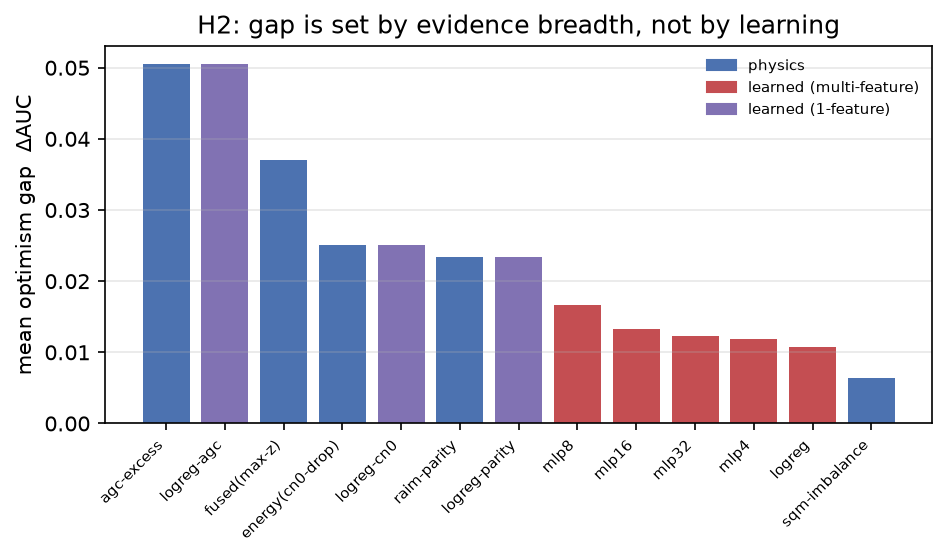 H2: gap is set by evidence breadth, not by learning
mean optimism gap ΔAUC
0.05
0.04
0.03
0.02
0.01
0.00
physics
learned (multi-feature)
learned (1-feature)
agc-excess
logreg-agc
fused(max-z)
energy(cn0-drop)
logreg-cn0
raim-parity
logreg-parity
mlp8
mlp16
mlp32
mlp4
logreg
sqm-imbalance